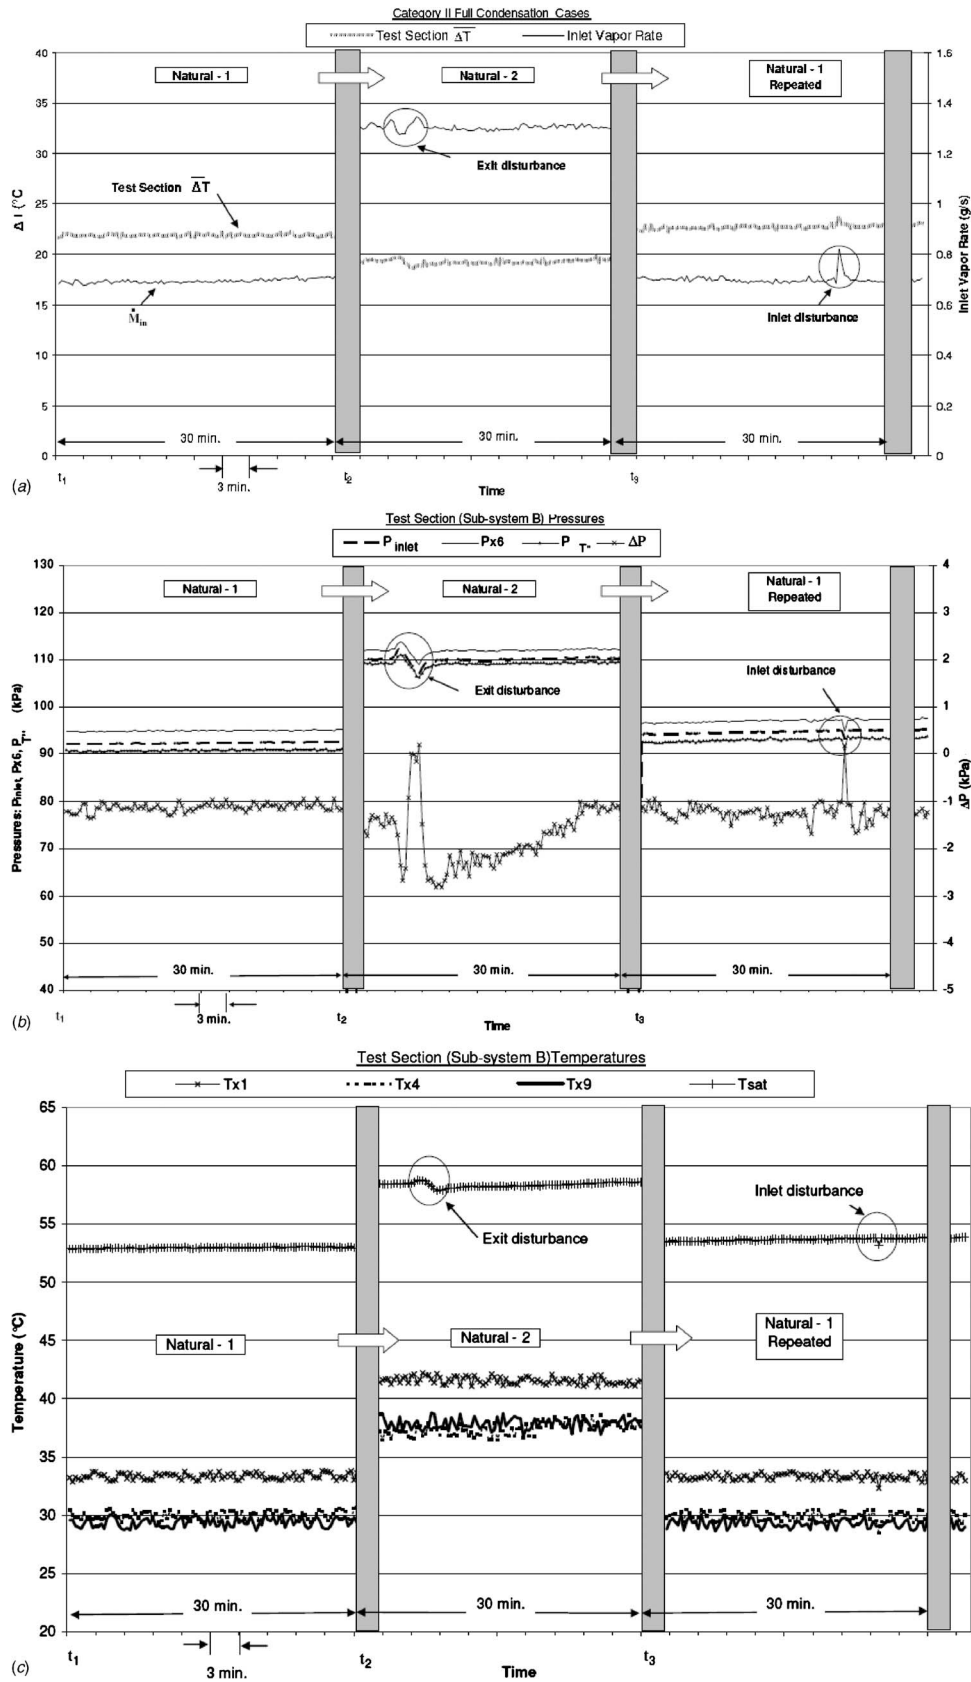 Category II Full Condensation Cases
Test Section ΔT Inlet Vapor Rate
40 1.6
Natural - 1 Natural - 2 Natural - 1
Repeated
35 1.4
30 1.2
Exit disturbance
Test Section ΔT
25 1
20 0.8
15 0.6
Ṁin Inlet disturbance
10 0.4
5 0.2
30 min. 30 min. 30 min.
0 0
Δ T (°C
Inlet Vapor Rate (g/s)
t1 3 min. t2 t3
Time
(a)
Test Section (Sub-system B) Pressures
P inlet Px6 P T" ΔP
130 4
Natural - 1 Natural - 2 Natural - 1
Repeated
120 3
110 2
Exit disturbance Inlet disturbance
100 1
90 0
80 -1
70 -2
60 -3
50 -4
30 min. 30 min. 30 min.
40 -5
Pressures: Pinlet, Px6, PT" (kPa)
ΔP (kPa)
t1 3 min. t2 t3
Time
(b)
Test Section (Sub-system B)Temperatures
Tx1 Tx4 Tx9 Tsat
65
60
Inlet disturbance
55
Exit disturbance
50
45
Natural - 1 Natural - 2 Natural - 1
Repeated
40
35
30
25
30 min. 30 min. 30 min.
20
Temperature (°C)
t1 3 min. t2 t3
Time
(c)